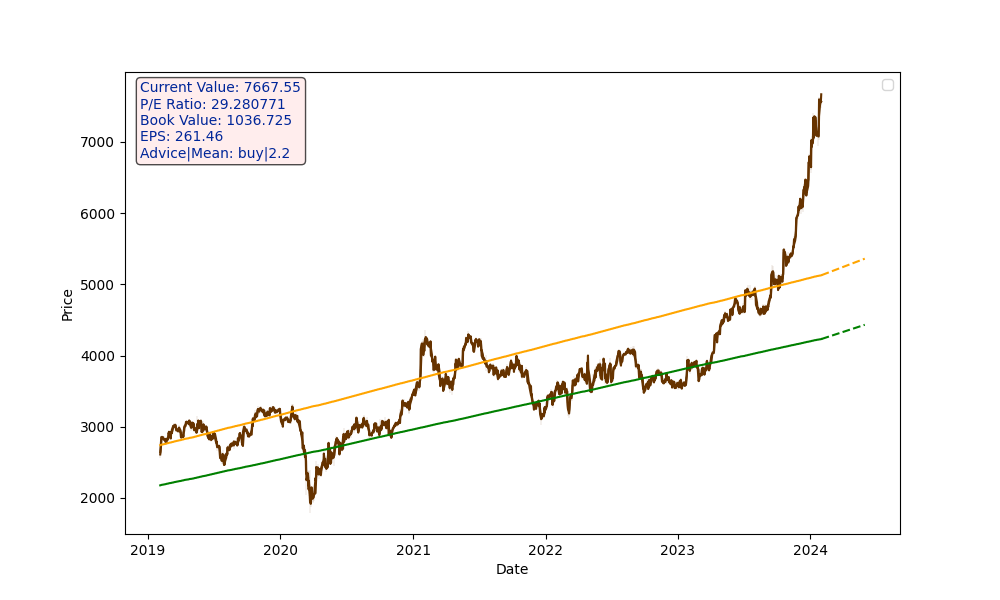 Current Value: 7667.55
P/E Ratio: 29.280771
Book Value: 1036.725
EPS: 261.46
Advice|Mean: buy|2.2
7000
6000
5000
4000
3000
2000
Price
2019 2020 2021 2022 2023 2024
Date